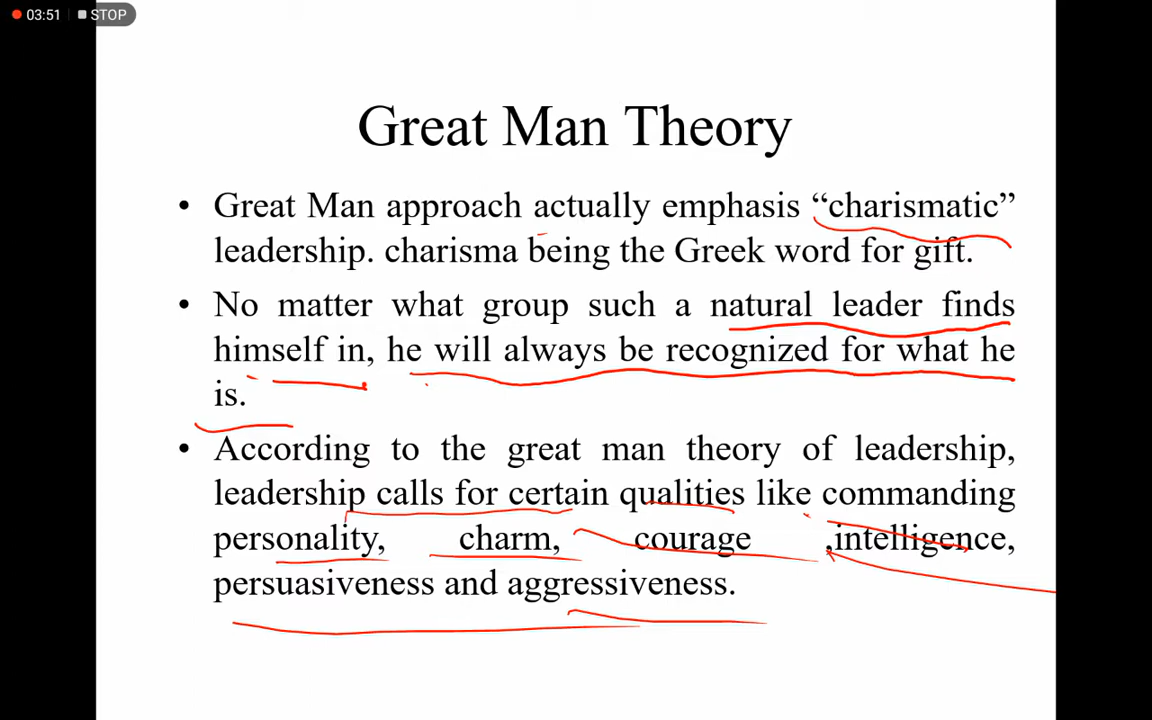 03:51 STOP
Great Man Theory
• Great Man approach actually emphasis “charismatic”
leadership. charisma being the Greek word for gift.
• No matter what group such a natural leader finds
himself in, he will always be recognized for what he
is.
• According to the great man theory of leadership,
leadership calls for certain qualities like commanding
personality, charm, courage ,intelligence,
persuasiveness and aggressiveness.